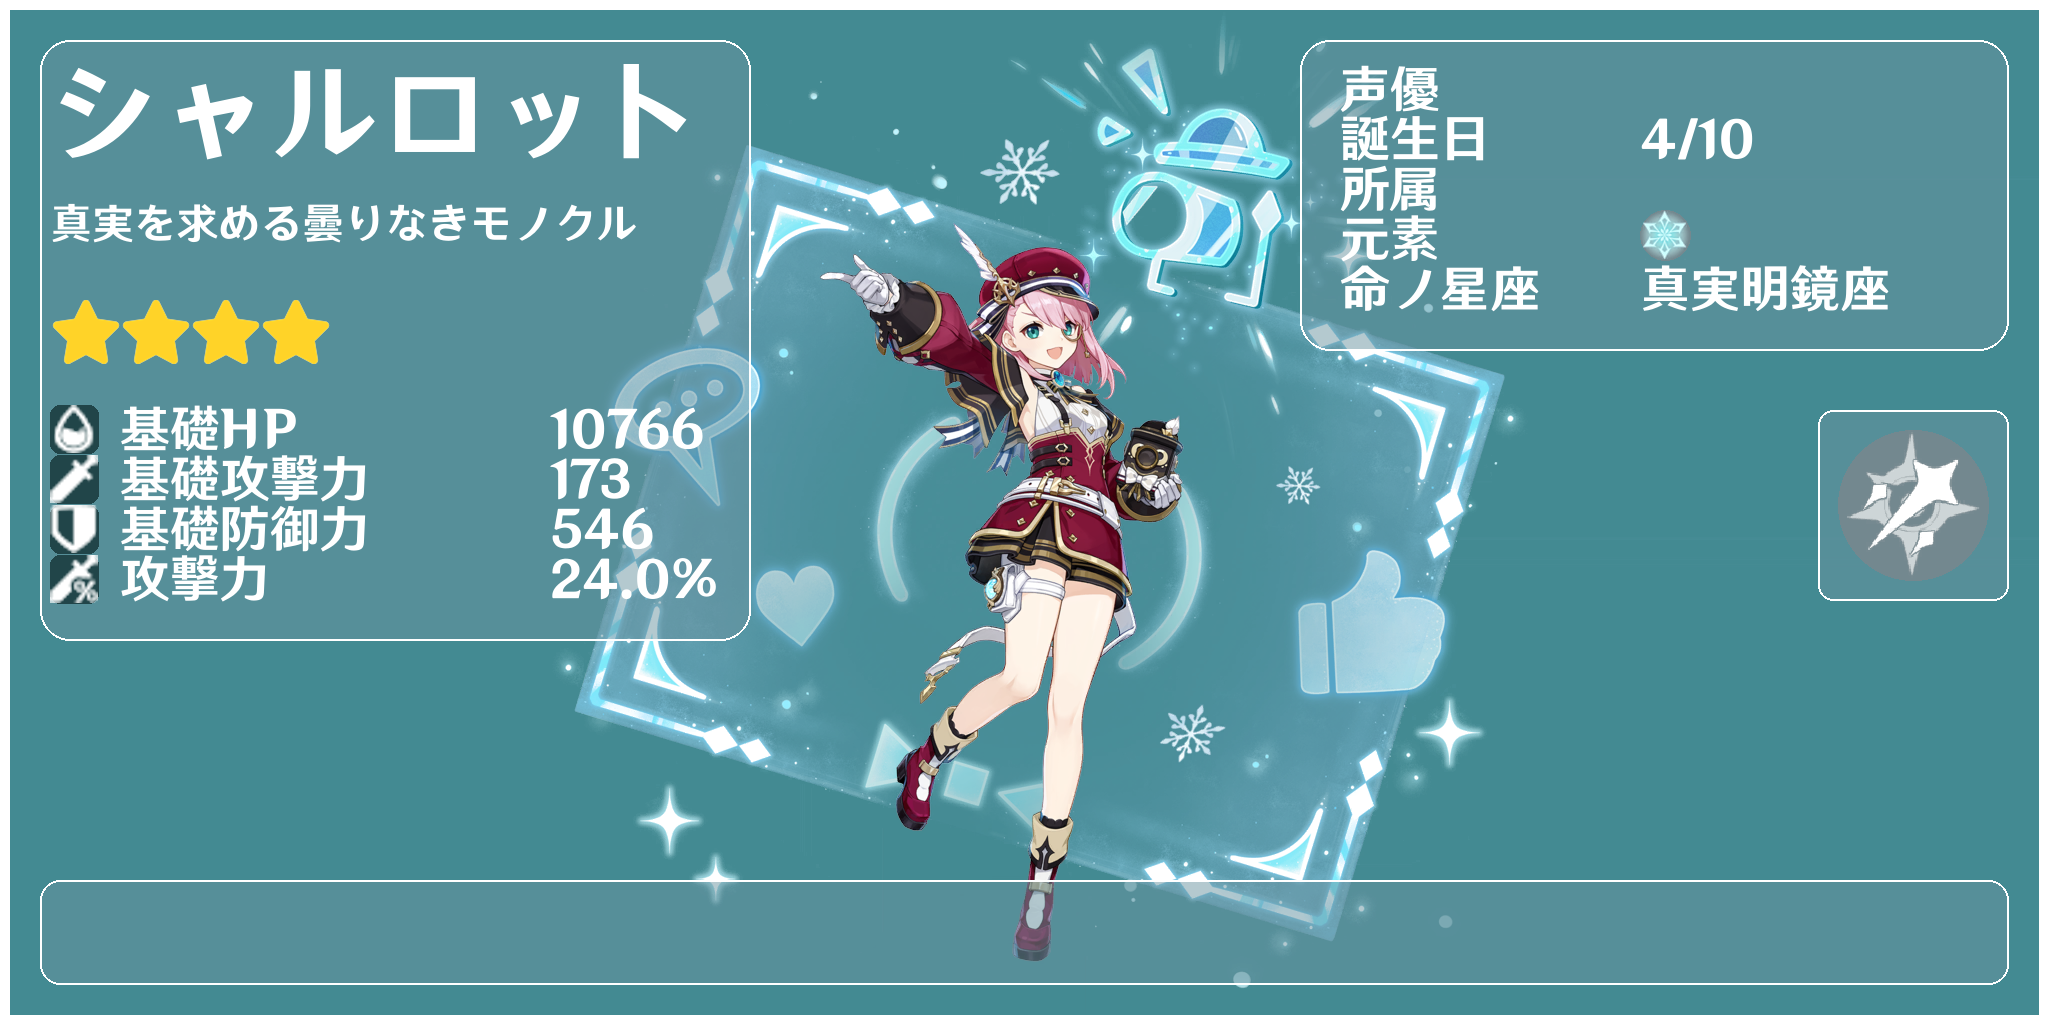 シャルロット
真実を求める曇りなきモノクル
基礎HP 10766
基礎攻撃力 173
基礎防御力 546
攻撃力 24.0%
声優
誕生日 4/10
所属
元素
命ノ星座 真実明鏡座